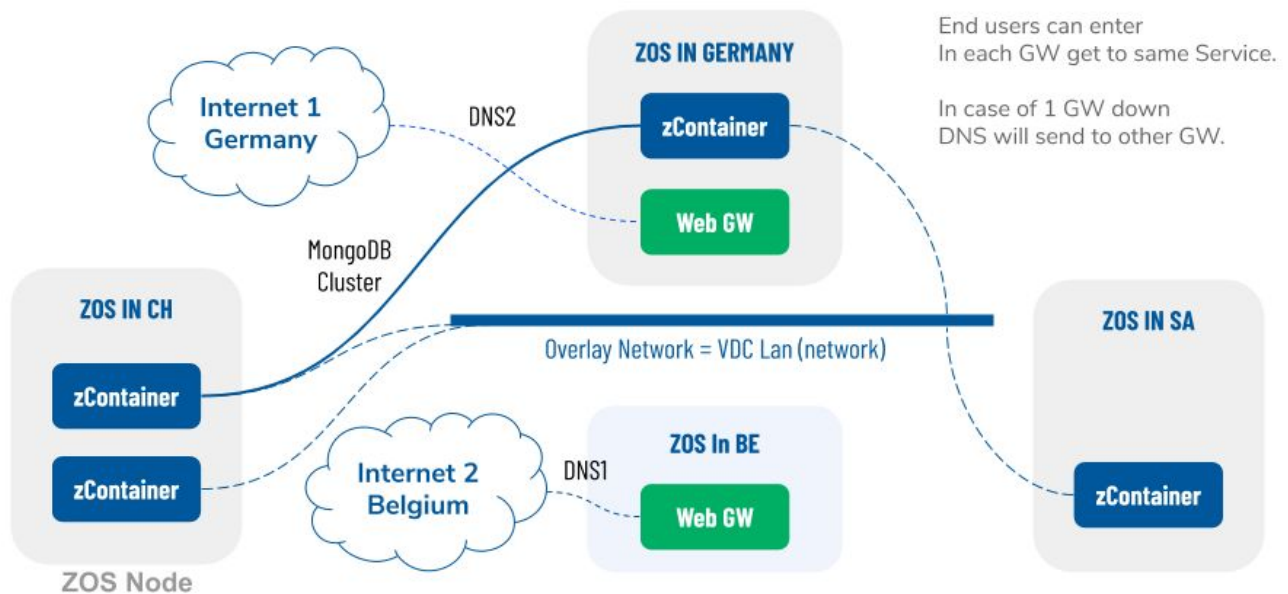 End users can enter
In each GW get to same Service.
In case of 1 GW down
DNS will send to other GW.
ZOS IN GERMANY
zContainer
Web GW
Internet 1
Germany
DNS2
MongoDB
Cluster
ZOS IN CH
zContainer
zContainer
ZOS Node
Overlay Network = VDC Lan (network)
Internet 2
Belgium
DNS1
ZOS In BE
Web GW
ZOS IN SA
zContainer